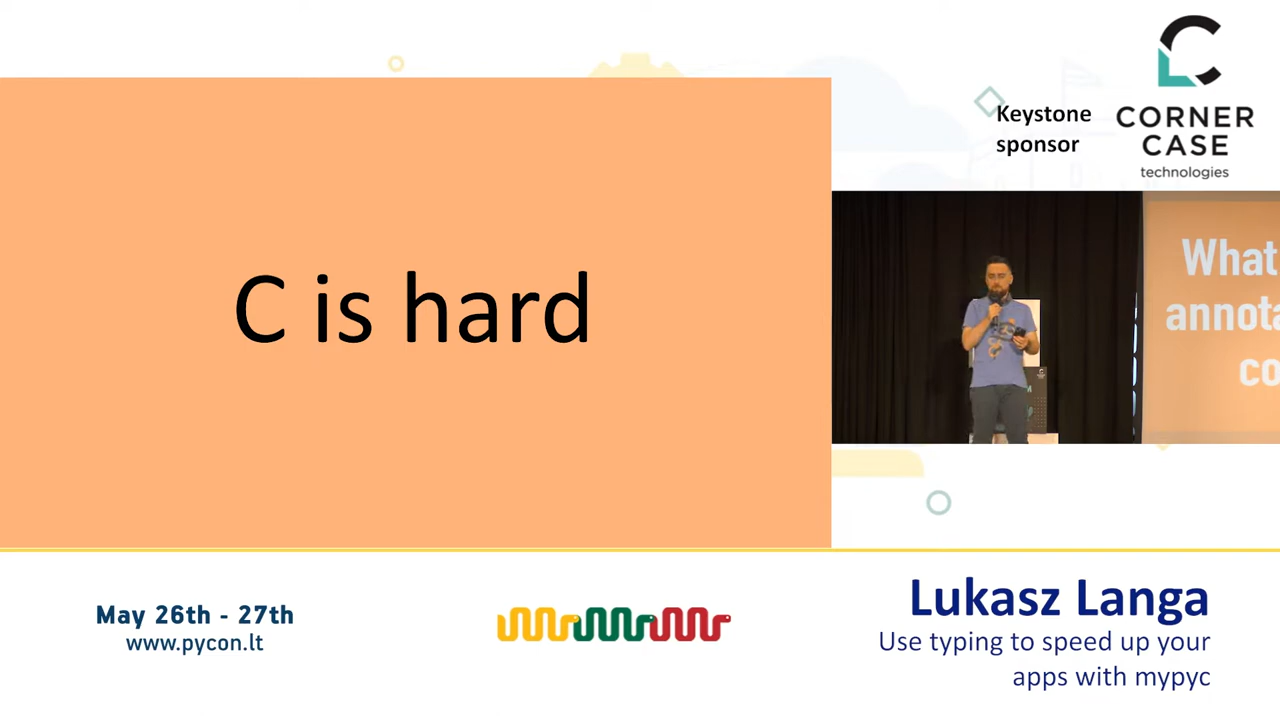 Keystone
sponsor
CORNER
CASE
technologies
C is hard
What
annota
co
May 26th - 27th
www.pycon.lt
Lukasz Langa
Use typing to speed up your
apps with mypyc